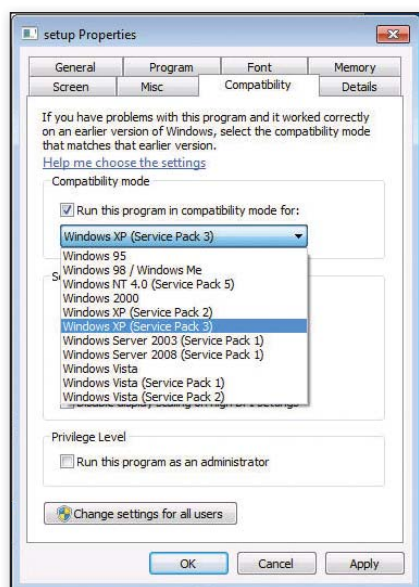 setup Properties
General Program Font Memory
Screen Misc Compatibility Details
If you have problems with this program and it worked correctly
on an earlier version of Windows, select the compatibility mode
that matches that earlier version.
Help me choose the settings
Compatibility mode
Run this program in compatibility mode for:
Windows XP (Service Pack 3)
Windows 95
Windows 98 / Windows Me
Windows NT 4.0 (Service Pack 5)
Windows 2000
Windows XP (Service Pack 2)
Windows XP (Service Pack 3)
Windows Server 2003 (Service Pack 1)
Windows Server 2008 (Service Pack 1)
Windows Vista
Windows Vista (Service Pack 1)
Windows Vista (Service Pack 2)
Privilege Level
Run this program as an administrator
Change settings for all users
OK Cancel Apply